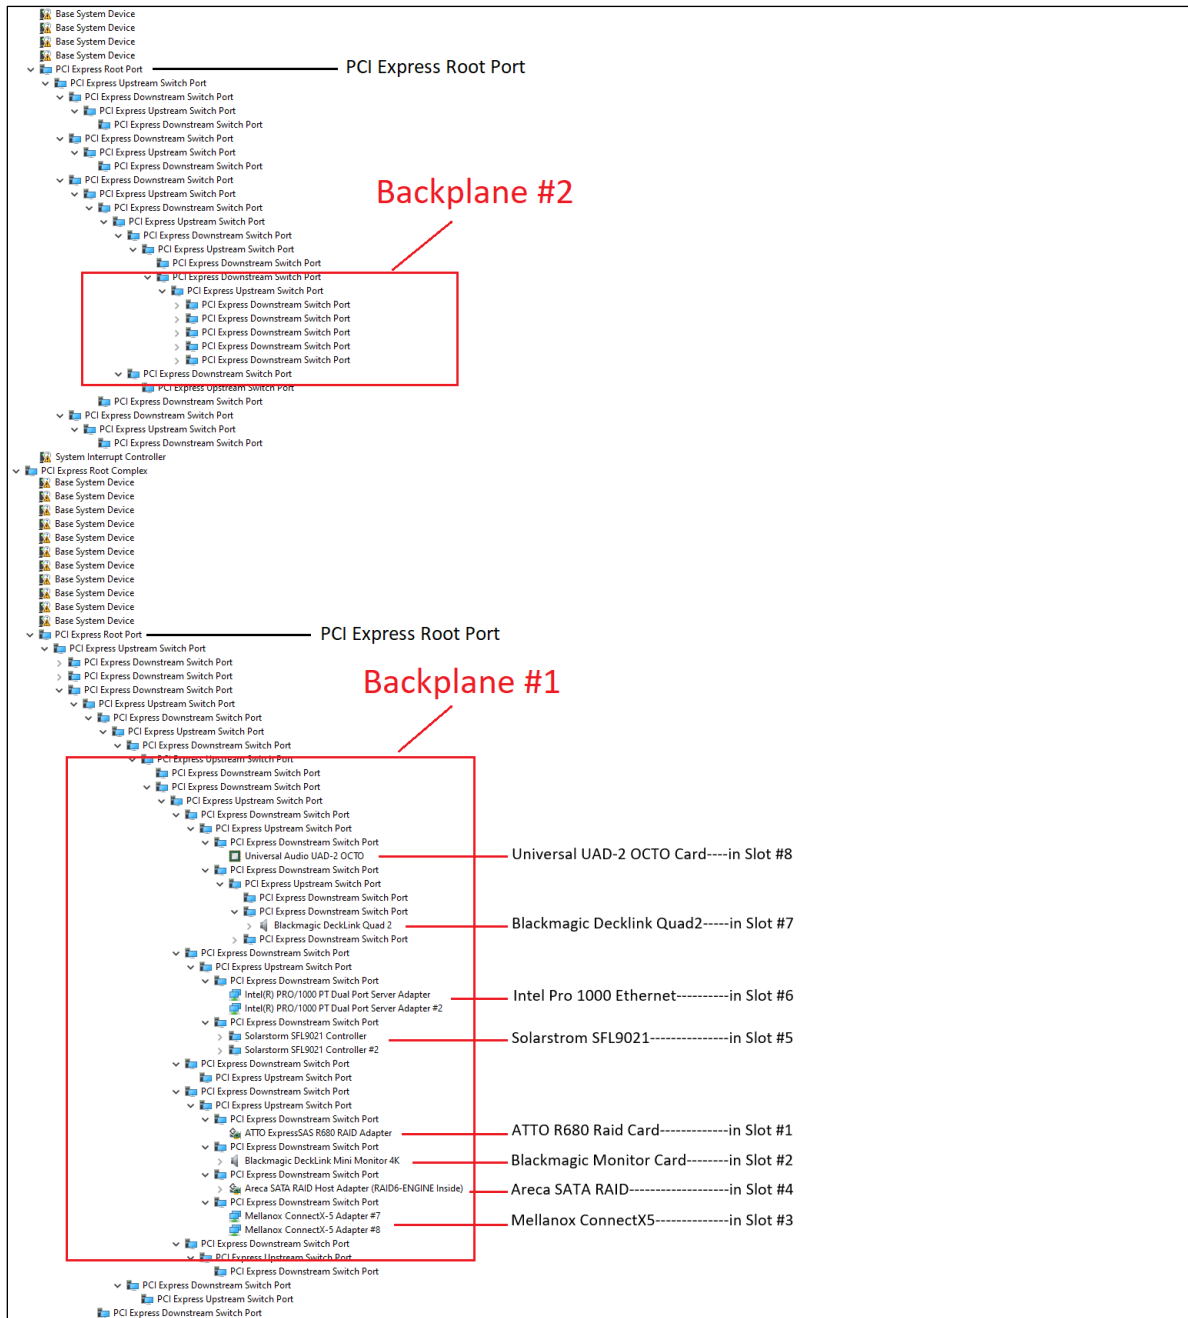 Base System Device
Base System Device
Base System Device
Base System Device
PCI Express Root Port PCI Express Root Port
PCI Express Upstream Switch Port
PCI Express Downstream Switch Port
PCI Express Upstream Switch Port
PCI Express Downstream Switch Port
PCI Express Downstream Switch Port
PCI Express Upstream Switch Port
PCI Express Downstream Switch Port
PCI Express Downstream Switch Port
PCI Express Upstream Switch Port
Backplane #2
PCI Express Downstream Switch Port
PCI Express Upstream Switch Port
PCI Express Downstream Switch Port
PCI Express Upstream Switch Port
PCI Express Downstream Switch Port
PCI Express Downstream Switch Port
PCI Express Upstream Switch Port
PCI Express Downstream Switch Port
PCI Express Downstream Switch Port
PCI Express Downstream Switch Port
PCI Express Downstream Switch Port
PCI Express Downstream Switch Port
PCI Express Downstream Switch Port
PCI Express Upstream Switch Port
PCI Express Downstream Switch Port
PCI Express Downstream Switch Port
PCI Express Upstream Switch Port
PCI Express Downstream Switch Port
System Interrupt Controller
PCI Express Root Complex
Base System Device
Base System Device
Base System Device
Base System Device
Base System Device
Base System Device
Base System Device
Base System Device
Base System Device
Base System Device
Base System Device
PCI Express Root Port PCI Express Root Port
PCI Express Upstream Switch Port
PCI Express Downstream Switch Port
PCI Express Downstream Switch Port
PCI Express Downstream Switch Port
Backplane #1
PCI Express Upstream Switch Port
PCI Express Downstream Switch Port
PCI Express Upstream Switch Port
PCI Express Downstream Switch Port
PCI Express Upstream Switch Port
PCI Express Downstream Switch Port
PCI Express Downstream Switch Port
PCI Express Upstream Switch Port
PCI Express Downstream Switch Port
PCI Express Upstream Switch Port
PCI Express Downstream Switch Port
Universal Audio UAD-2 OCTO Universal UAD-2 OCTO Card----in Slot #8
PCI Express Downstream Switch Port
PCI Express Upstream Switch Port
PCI Express Downstream Switch Port
PCI Express Downstream Switch Port
Blackmagic DeckLink Quad 2 Blackmagic Decklink Quad2-----in Slot #7
PCI Express Downstream Switch Port
PCI Express Downstream Switch Port
PCI Express Upstream Switch Port
PCI Express Downstream Switch Port
Intel(R) PRO/1000 PT Dual Port Server Adapter Intel Pro 1000 Ethernet----------in Slot #6
Intel(R) PRO/1000 PT Dual Port Server Adapter #2
PCI Express Downstream Switch Port
Solarstorm SFL9021 Controller Solarstrom SFL9021---------------in Slot #5
Solarstorm SFL9021 Controller #2
PCI Express Downstream Switch Port
PCI Express Upstream Switch Port
PCI Express Downstream Switch Port
PCI Express Upstream Switch Port
PCI Express Downstream Switch Port
ATTO ExpressSAS R680 RAID Adapter ATTO R680 Raid Card-------------in Slot #1
PCI Express Downstream Switch Port
Blackmagic DeckLink Mini Monitor 4K Blackmagic Monitor Card--------in Slot #2
PCI Express Downstream Switch Port
Areca SATA RAID Host Adapter (RAID6-ENGINE Inside) Areca SATA RAID-------------------in Slot #4
PCI Express Downstream Switch Port
Mellanox ConnectX-5 Adapter #7 Mellanox ConnectX5--------------in Slot #3
Mellanox ConnectX-5 Adapter #8
PCI Express Downstream Switch Port
PCI Express Upstream Switch Port
PCI Express Downstream Switch Port
PCI Express Downstream Switch Port
PCI Express Upstream Switch Port
PCI Express Downstream Switch Port